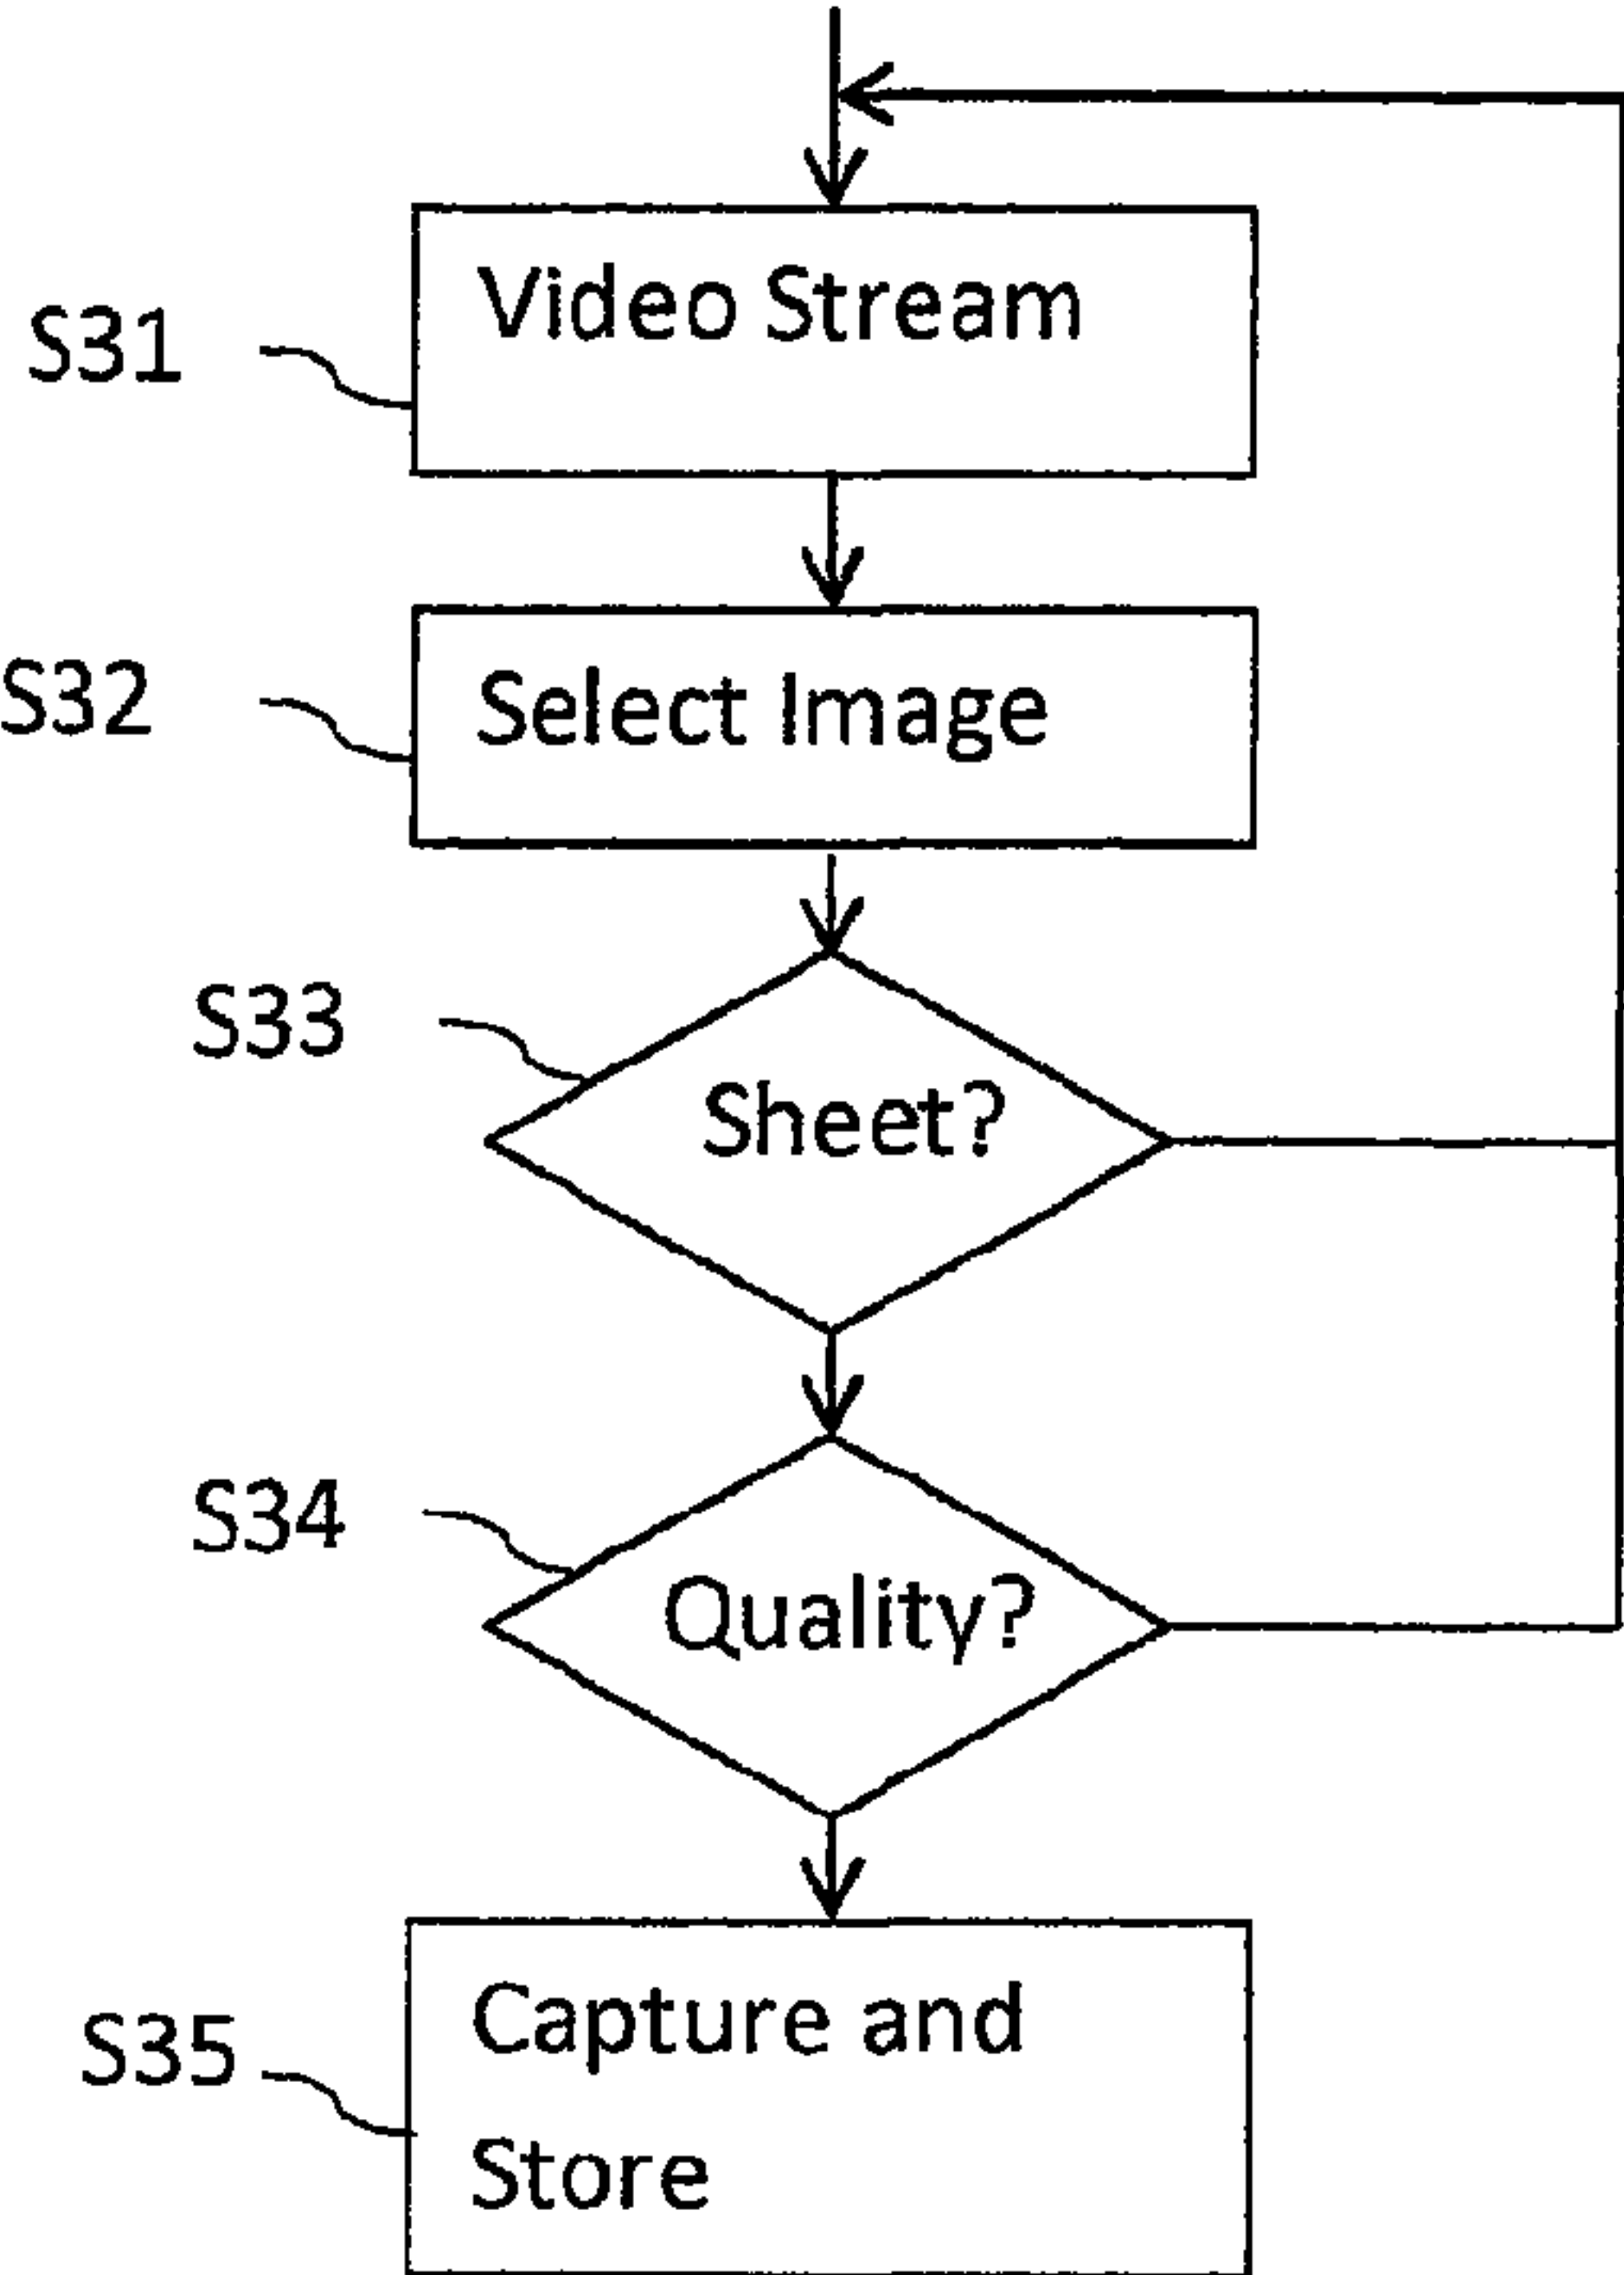 S31
Video Stream
S32
Select Image
S33
Sheet?
S34
Quality?
S35
Capture and
Store